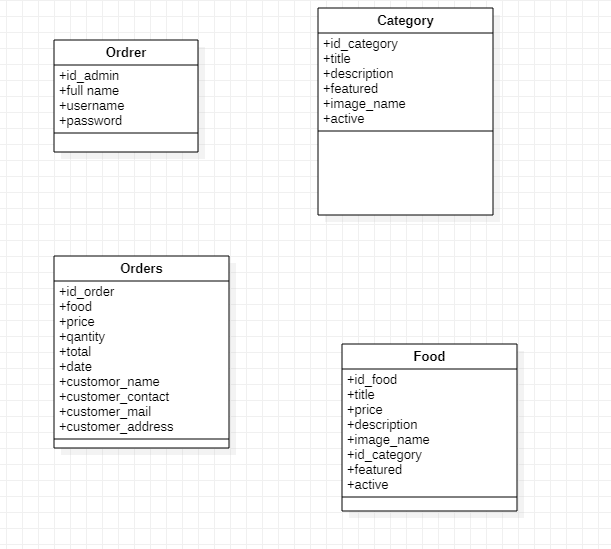 Ordrer
+id_admin
+full name
+username
+password
Category
+id_category
+title
+description
+featured
+image_name
+active
Orders
+id_order
+food
+price
+qantity
+total
+date
+customor_name
+customer_contact
+customer_mail
+customer_address
Food
+id_food
+title
+price
+description
+image_name
+id_category
+featured
+active